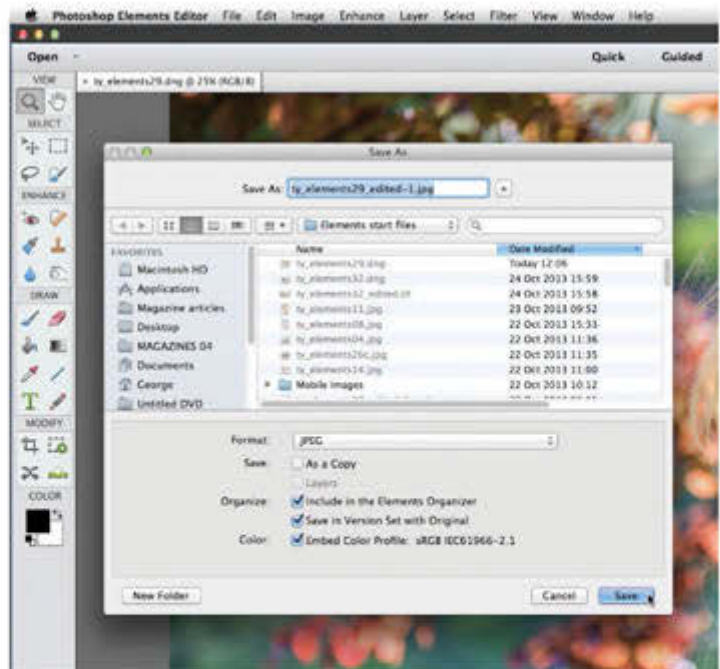 Photoshop Elements Editor File Edit Image Enhance Layer Select Filter View Window Help
Open
Quick Guided
VIEW
ty_elements29.dng @ 25% (RGB/8)
SELECT
ENHANCE
DRAW
MODIFY
COLOR
Save As
Save As: ty_elements29_edited-1.jpg
Elements start files
FAVORITES
Macintosh HD
Applications
Magazine articles
Desktop
MAGAZINES 04
Documents
George
Untitled DVD
Name Date Modified
ty_elements29.dng Today 12:06
ty_elements32.dng 24 Oct 2013 15:59
24 Oct 2013 15:58
ty_elements11.jpg 23 Oct 2013 09:52
ty_elements08.jpg 22 Oct 2013 15:33
ty_elements04.jpg 22 Oct 2013 11:36
ty_elements26c.jpg 22 Oct 2013 11:35
ty_elements14.jpg 22 Oct 2013 11:00
Mobile Images 22 Oct 2013 10:12
Format: JPEG
Save: As a Copy
Layers
Organize: Include in the Elements Organizer
Save in Version Set with Original
Color: Embed Color Profile: sRGB IEC61966-2.1
New Folder
Cancel Save